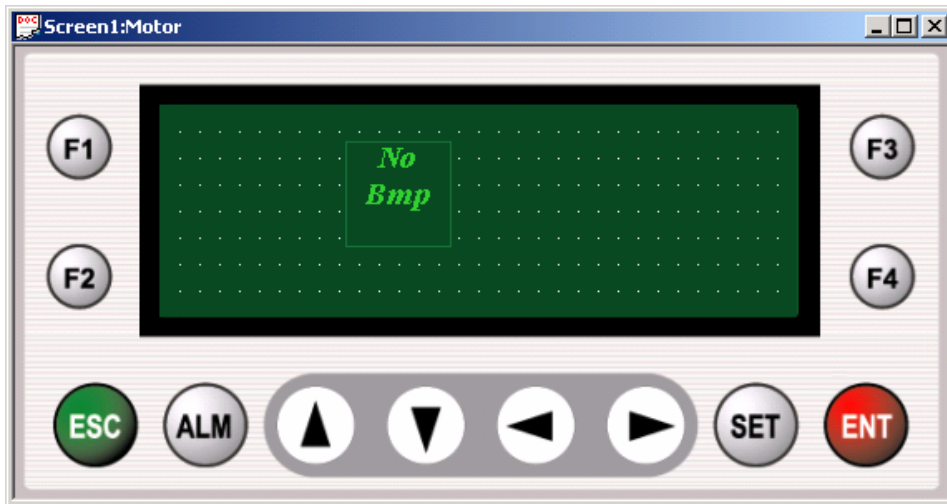 Screen1:Motor
F1
No
Bmp
F3
F2
F4
ESC
ALM
SET
ENT